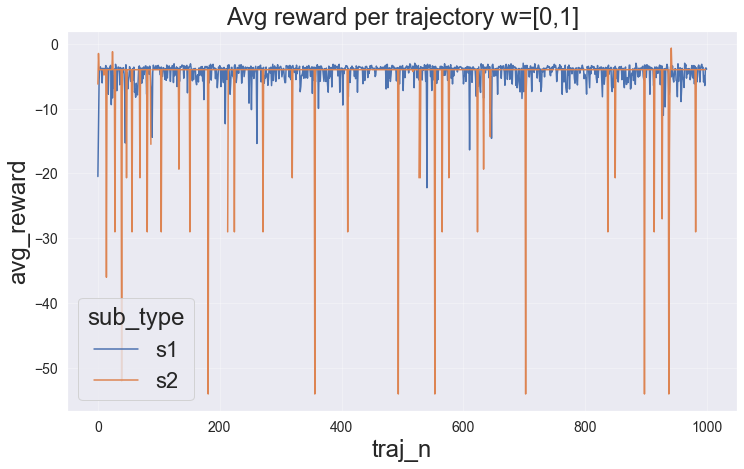 Avg reward per trajectory w=[0,1]
0
−10
−20
−30
−40
−50
avg_reward
sub_type
s1
s2
0 200 400 600 800 1000
traj_n